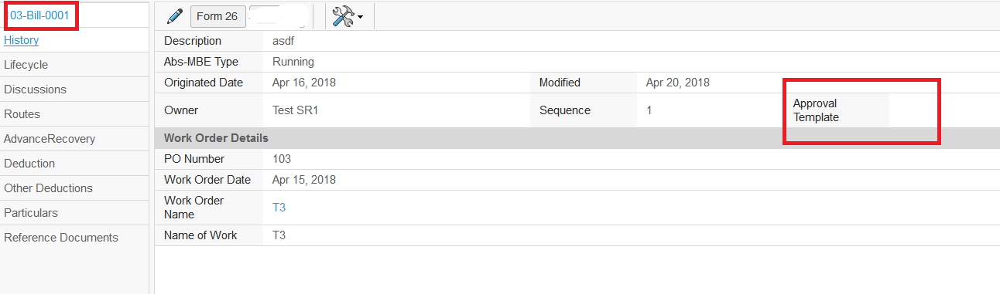 103-Bill-0001
History
Lifecycle
Discussions
Routes
AdvanceRecovery
Deduction
Other Deductions
Particulars
Reference Documents
Form 26
Description asdf
Abs-MBE Type Running
Originated Date Apr 16, 2018 Modified Apr 20, 2018
Owner Test SR1 Sequence 1 Approval
Template
Work Order Details
PO Number 103
Work Order Date Apr 15, 2018
Work Order
Name T3
Name of Work T3